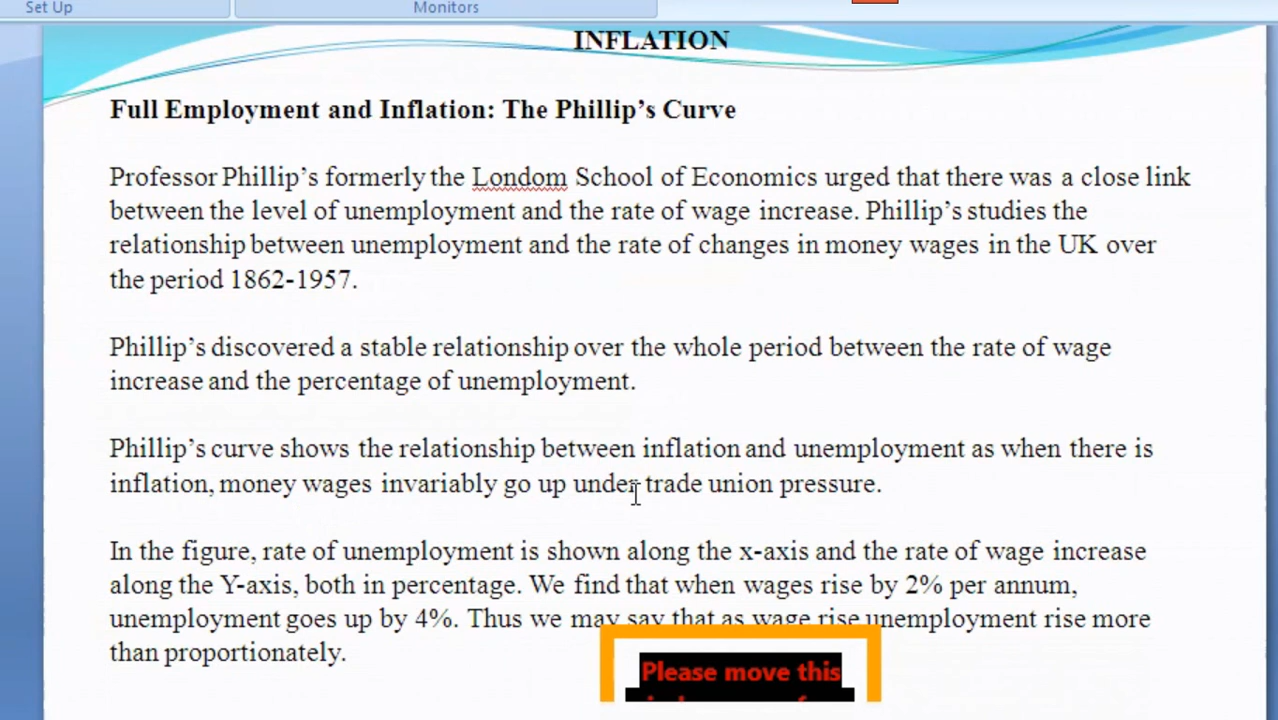 Set Up
Monitors
INFLATION
Full Employment and Inflation: The Phillip’s Curve
Professor Phillip’s formerly the Londom School of Economics urged that there was a close link
between the level of unemployment and the rate of wage increase. Phillip’s studies the
relationship between unemployment and the rate of changes in money wages in the UK over
the period 1862-1957.
Phillip’s discovered a stable relationship over the whole period between the rate of wage
increase and the percentage of unemployment.
Phillip’s curve shows the relationship between inflation and unemployment as when there is
inflation, money wages invariably go up under trade union pressure.
In the figure, rate of unemployment is shown along the x-axis and the rate of wage increase
along the Y-axis, both in percentage. We find that when wages rise by 2% per annum,
unemployment goes up by 4%. Thus we may say that as wage rise unemployment rise more
than proportionately.
Please move this